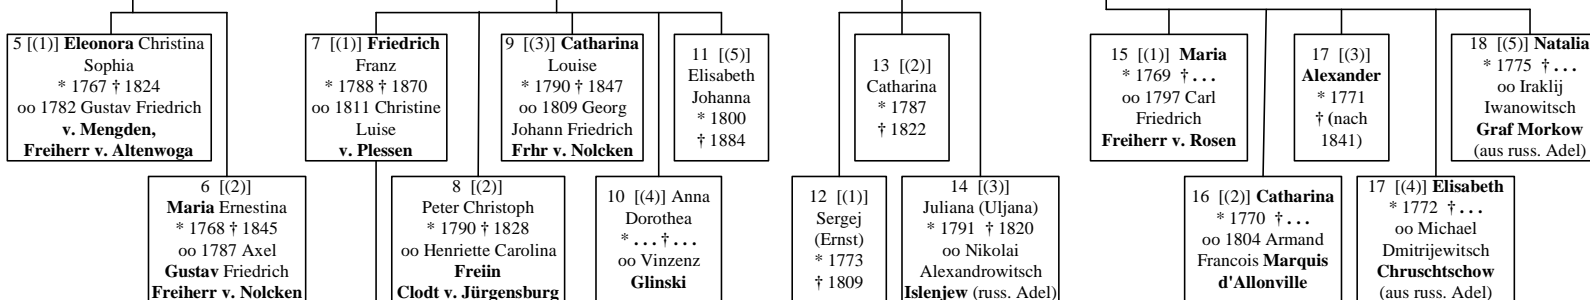 5 [(1)] Eleonora Christina
Sophia
* 1767 † 1824
oo 1782 Gustav Friedrich
v. Mengden,
Freiherr v. Altenwoga
6 [(2)]
Maria Ernestina
* 1768 † 1845
oo 1787 Axel
Gustav Friedrich
Freiherr v. Nolcken
7 [(1)] Friedrich
Franz
* 1788 † 1870
oo 1811 Christine
Luise
v. Plessen
8 [(2)]
Peter Christoph
* 1790 † 1828
oo Henriette Carolina
Freiin
Clodt v. Jürgensburg
9 [(3)] Catharina
Louise
* 1790 † 1847
oo 1809 Georg
Johann Friedrich
Frhr v. Nolcken
10 [(4)] Anna
Dorothea
* ... † ...
oo Vinzenz
Glinski
11 [(5)]
Elisabeth
Johanna
* 1800
† 1884
12 [(1)]
Sergej
(Ernst)
* 1773
† 1809
13 [(2)]
Catharina
* 1787
† 1822
14 [(3)]
Juliana (Uljana)
* 1791 † 1820
oo Nikolai
Alexandrowitsch
Islenjew (russ. Adel)
15 [(1)] Maria
* 1769 † ...
oo 1797 Carl
Friedrich
Freiherr v. Rosen
16 [(2)] Catharina
* 1770 † ...
oo 1804 Armand
Francois Marquis
d'Allonville
17 [(3)]
Alexander
* 1771
† (nach
1841)
17 [(4)] Elisabeth
* 1772 † ...
oo Michael
Dmitrijewitsch
Chruschtschow
(aus russ. Adel)
18 [(5)] Natalia
* 1775 † ...
oo Iraklij
Iwanowitsch
Graf Morkow
(aus russ. Adel)